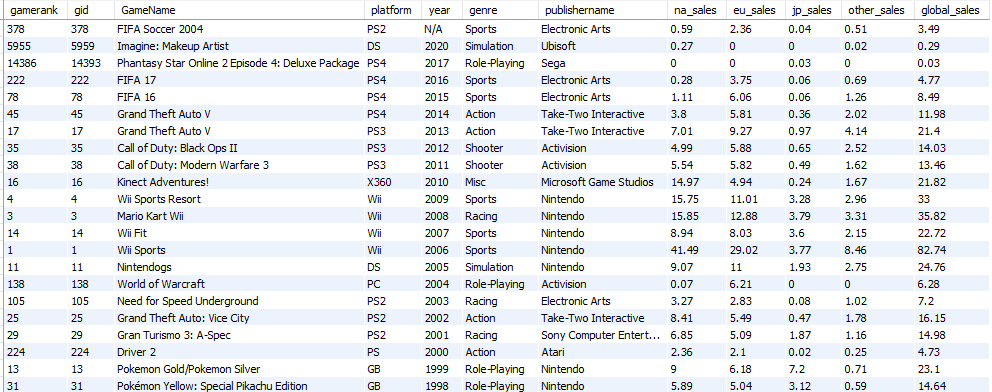 gamerank gid GameName platform year genre publishername na_sales eu_sales jp_sales other_sales global_sales
378 378 FIFA Soccer 2004 PS2 N/A Sports Electronic Arts 0.59 2.36 0.04 0.51 3.49
5955 5959 Imagine: Makeup Artist DS 2020 Simulation Ubisoft 0.27 0 0 0.02 0.29
14386 14393 Phantasy Star Online 2 Episode 4: Deluxe Package PS4 2017 Role-Playing Sega 0 0 0.03 0 0.03
222 222 FIFA 17 PS4 2016 Sports Electronic Arts 0.28 3.75 0.06 0.69 4.77
78 78 FIFA 16 PS4 2015 Sports Electronic Arts 1.11 6.06 0.06 1.26 8.49
45 45 Grand Theft Auto V PS4 2014 Action Take-Two Interactive 3.8 5.81 0.36 2.02 11.98
17 17 Grand Theft Auto V PS3 2013 Action Take-Two Interactive 7.01 9.27 0.97 4.14 21.4
35 35 Call of Duty: Black Ops II PS3 2012 Shooter Activision 4.99 5.88 0.65 2.52 14.03
38 38 Call of Duty: Modern Warfare 3 PS3 2011 Shooter Activision 5.54 5.82 0.49 1.62 13.46
16 16 Kinect Adventures! X360 2010 Misc Microsoft Game Studios 14.97 4.94 0.24 1.67 21.82
4 4 Wii Sports Resort Wii 2009 Sports Nintendo 15.75 11.01 3.28 2.96 33
3 3 Mario Kart Wii Wii 2008 Racing Nintendo 15.85 12.88 3.79 3.31 35.82
14 14 Wii Fit Wii 2007 Sports Nintendo 8.94 8.03 3.6 2.15 22.72
1 1 Wii Sports Wii 2006 Sports Nintendo 41.49 29.02 3.77 8.46 82.74
11 11 Nintendogs DS 2005 Simulation Nintendo 9.07 11 1.93 2.75 24.76
138 138 World of Warcraft PC 2004 Role-Playing Activision 0.07 6.21 0 0 6.28
105 105 Need for Speed Underground PS2 2003 Racing Electronic Arts 3.27 2.83 0.08 1.02 7.2
25 25 Grand Theft Auto: Vice City PS2 2002 Action Take-Two Interactive 8.41 5.49 0.47 1.78 16.15
29 29 Gran Turismo 3: A-Spec PS2 2001 Racing Sony Computer Entert... 6.85 5.09 1.87 1.16 14.98
224 224 Driver 2 PS 2000 Action Atari 2.36 2.1 0.02 0.25 4.73
13 13 Pokemon Gold/Pokemon Silver GB 1999 Role-Playing Nintendo 9 6.18 7.2 0.71 23.1
31 31 Pokémon Yellow: Special Pikachu Edition GB 1998 Role-Playing Nintendo 5.89 5.04 3.12 0.59 14.64